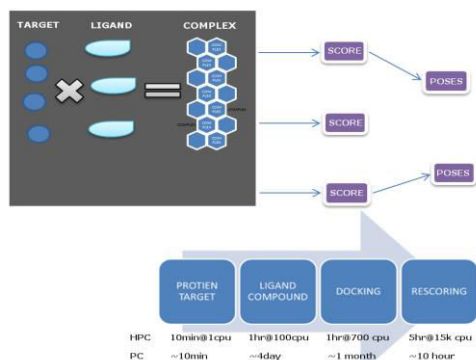 TARGET LIGAND COMPLEX
SCORE
POSES
SCORE
POSES
SCORE
PROTIEN TARGET
LIGAND COMPOUND
DOCKING
RESCORING
HPC 10min@1cpu 1hr@100cpu 1hr@700 cpu 5hr@15k cpu
PC ~10min ~4day ~1 month ~10 hour